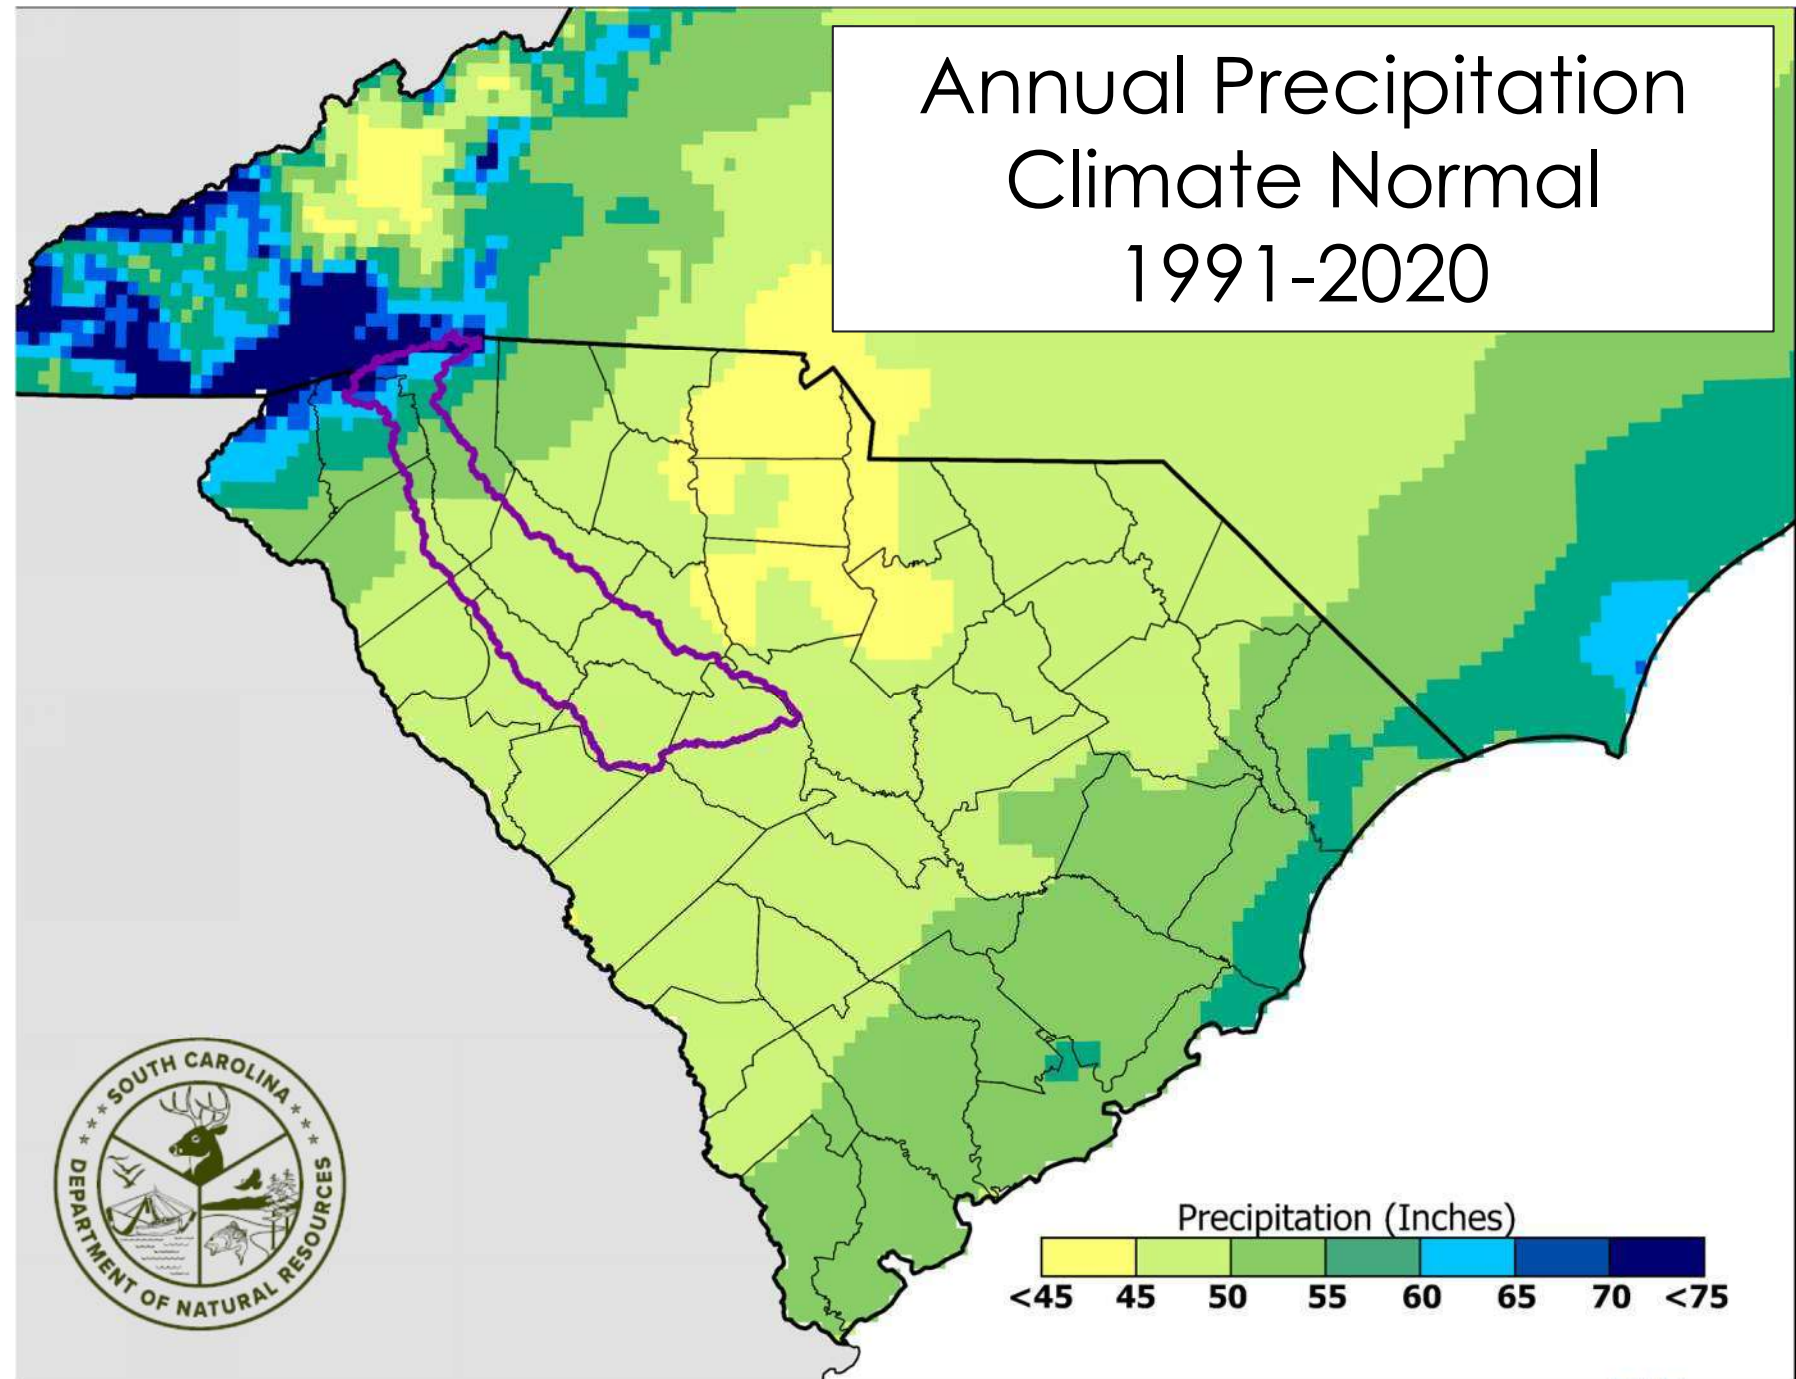 Annual Precipitation
Climate Normal
1991-2020
SOUTH CAROLINA
DEPARTMENT OF NATURAL RESOURCES
Precipitation (Inches)
<45 45 50 55 60 65 70 <75